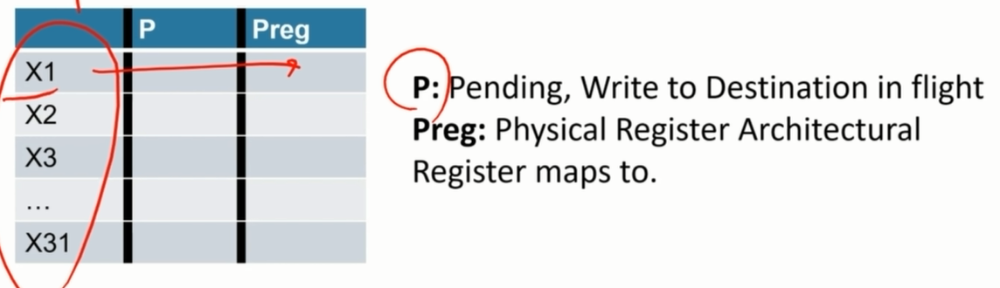 P Preg
X1
X2
X3
...
X31
P: Pending, Write to Destination in flight
Preg: Physical Register Architectural
Register maps to.